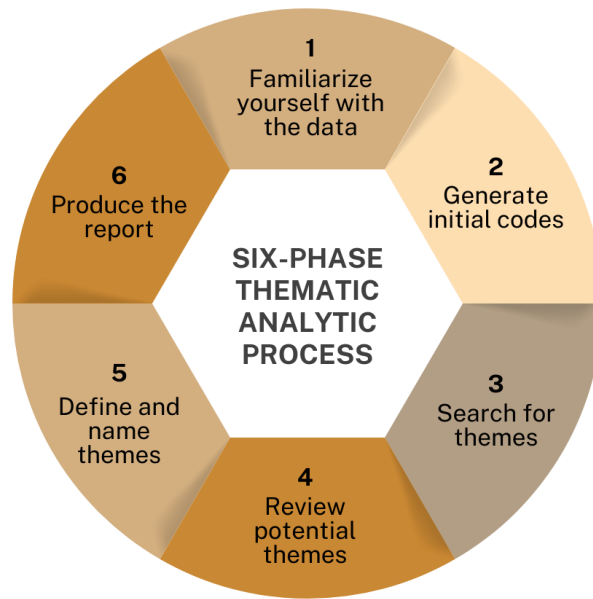 1
Familiarize
yourself with
the data
2
Generate
initial codes
3
Search for
themes
4
Review
potential
themes
5
Define and
name
themes
6
Produce the
report
SIX-PHASE
THEMATIC
ANALYTIC
PROCESS